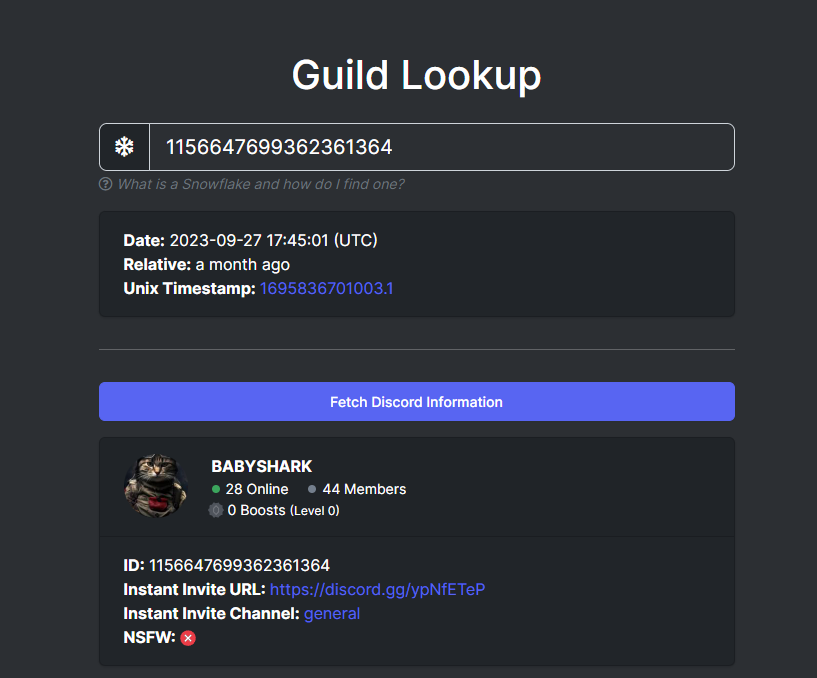 Guild Lookup
1156647699362361364
What is a Snowflake and how do I find one?
Date: 2023-09-27 17:45:01 (UTC)
Relative: a month ago
Unix Timestamp: 1695836701003.1
Fetch Discord Information
BABYSHARK
28 Online 44 Members
0 0 Boosts (Level 0)
ID: 1156647699362361364
Instant Invite URL: https://discord.gg/ypNfETeP
Instant Invite Channel: general
NSFW: